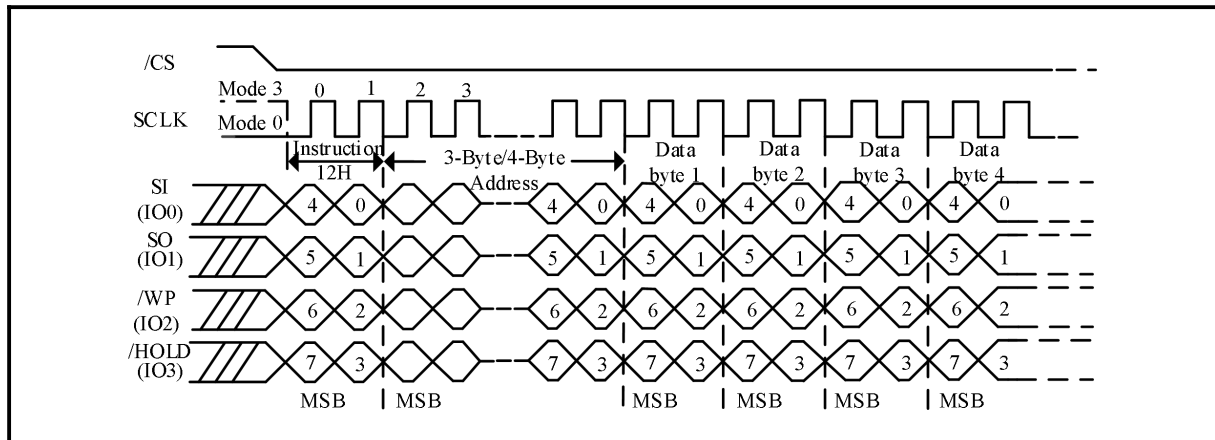 /CS
Mode 3 0 1 2 3
SCLK
Mode 0
Instruction 12H
3-Byte/4-Byte Address
Data byte 1
Data byte 2
Data byte 3
Data byte 4
SI (IO0)
4 0 4 0 4 0 4 0 4 0 4 0
SO (IO1)
5 1 5 1 5 1 5 1 5 1 5 1
/WP (IO2)
6 2 6 2 6 2 6 2 6 2 6 2
/HOLD (IO3)
7 3 7 3 7 3 7 3 7 3 7 3
MSB MSB MSB MSB MSB MSB